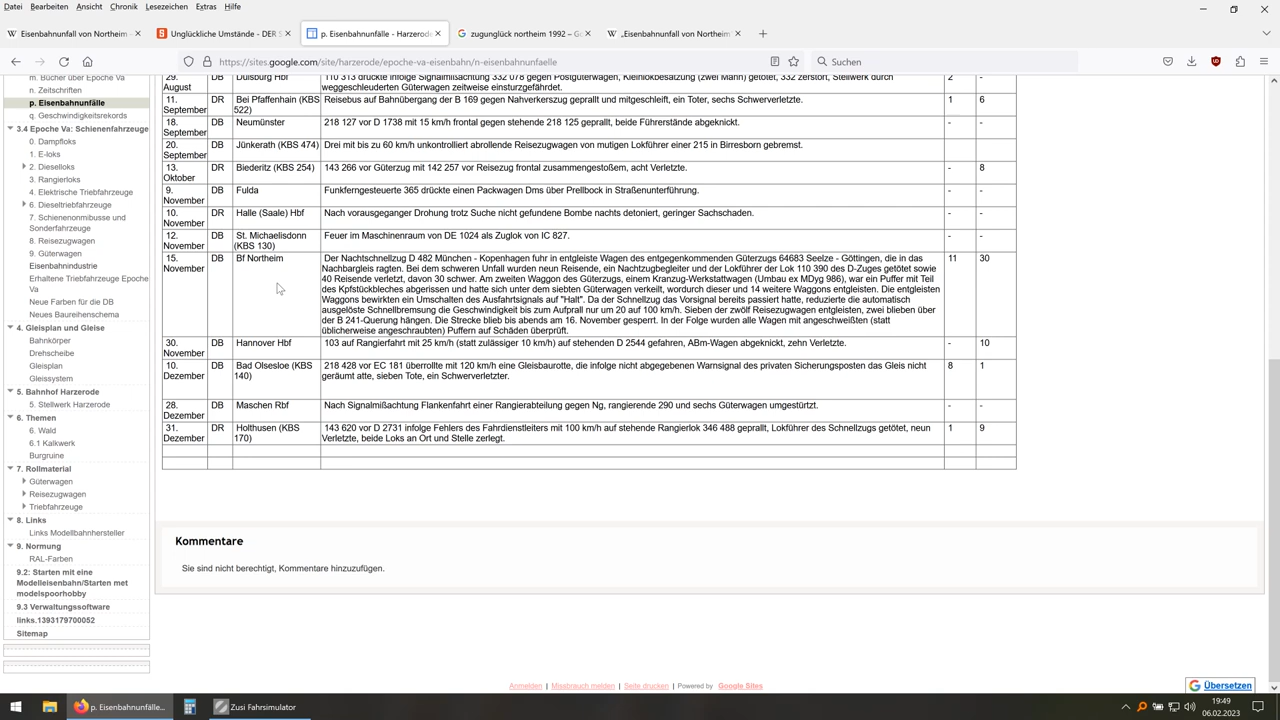 Datei Bearbeiten Ansicht Chronik Lesezeichen Extras Hilfe
Eisenbahnunfall von Northeim -
Unglückliche Umstände - DER S
p. Eisenbahnunfälle - Harzerode
zugunglück northeim 1992 – G
„Eisenbahnunfall von Northeim
https://sites.google.com/site/harzerode/epoche-va-eisenbahn/n-eisenbahnunfaelle
Suchen
m. Bücher über Epoche Va
n. Zeitschriften
p. Eisenbahnunfälle
q. Geschwindigkeitsrekords
3.4 Epoche Va: Schienenfahrzeuge
0. Dampfloks
1. E-loks
2. Dieselloks
3. Rangierloks
4. Elektrische Triebfahrzeuge
6. Dieseltriebfahrzeuge
7. Schienenonmibusse und
Sonderfahrzeuge
8. Reisezugwagen
9. Güterwagen
Eisenbahnindustrie
Erhaltene Triebfahrzeuge Epoche
Va
Neue Farben für die DB
Neues Baureihenschema
4. Gleisplan und Gleise
Bahnkörper
Drehscheibe
Gleisplan
Gleissystem
5. Bahnhof Harzerode
5. Stellwerk Harzerode
6. Themen
6. Wald
6.1 Kalkwerk
Burgruine
7. Rollmaterial
Güterwagen
Reisezugwagen
Triebfahrzeuge
8. Links
Links Modellbahnhersteller
9. Normung
RAL-Farben
9.2: Starten mit eine
Modelleisenbahn/Starten met
modelspoorhobby
9.3 Verwaltungssoftware
links.1393179700052
Sitemap
29. August DB Duisburg Hbf 110 313 drückte infolge Signalmißachtung 332 078 gegen Postgüterwagen, Kleinlokbesatzung (zwei Mann) getötet, 332 zerstört, Stellwerk durch
weggeschleuderten Güterwagen zeitweise einsturzgefährdet. 2 -
11. September DR Bei Pfaffenhain (KBS 522) Reisebus auf Bahnübergang der B 169 gegen Nahverkerszug geprallt und mitgeschleift, ein Toter, sechs Schwerverletzte. 1 6
18. September DB Neumünster 218 127 vor D 1738 mit 15 km/h frontal gegen stehende 218 125 geprallt, beide Führerstände abgeknickt. - -
20. September DB Jünkerath (KBS 474) Drei mit bis zu 60 km/h unkontrolliert abrollende Reisezugwagen von mutigen Lokführer einer 215 in Birresborn gebremst. - -
13. Oktober DR Biederitz (KBS 254) 143 266 vor Güterzug mit 142 257 vor Reizezug frontal zusammengestoßem, acht Verletzte. - 8
9. November DB Fulda Funkferngesteuerte 365 drückte einen Packwagen Dms über Prellbock in Straßenunterführung. - -
10. November DR Halle (Saale) Hbf Nach vorausgeganger Drohung trotz Suche nicht gefundene Bombe nachts detoniert, geringer Sachschaden. - -
12. November DB St. Michaelisdonn (KBS 130) Feuer im Maschinenraum von DE 1024 als Zuglok von IC 827. - -
15. November DB Bf Northeim Der Nachtschnellzug D 482 München - Kopenhagen fuhr in entgleiste Wagen des entgegenkommenden Güterzugs 64683 Seelze - Göttingen, die in das
Nachbargleis ragten. Bei dem schweren Unfall wurden neun Reisende, ein Nachtzugbegleiter und der Lokführer der Lok 110 390 des D-Zuges getötet sowie
40 Reisende verletzt, davon 30 schwer. Am zweiten Wagen des Güterzugs, einem Kranzug-Werkstattwagen (Umbau ex MDyg 986), war ein Puffer mit Teil
des Kpfstückbleches abgerissen und hatte sich unter dem siebten Güterwagen verkeilt, wordurch dieser und 14 weitere Waggons entgleisten. Die entgleisten
Waggons bewirkten ein Umschalten des Ausfahrtsignals auf "Halt". Da der Schnellzug das Vorsignal bereits passiert hatte, reduzierte die automatisch
ausgelöste Schnellbremsung die Geschwindigkeit bis zum Aufprall nur um 20 auf 100 km/h. Sieben der zwölf Reisezugwagen entgleisten, zwei blieben über
der B 241-Querung hängen. Die Strecke blieb bis abends am 16. November gesperrt. In der Folge wurden alle Wagen mit angeschweißten (statt
üblicherweise angeschraubten) Puffern auf Schäden überprüft. 11 30
30. November DB Hannover Hbf 103 auf Rangierfahrt mit 25 km/h (statt zulässiger 10 km/h) auf stehenden D 2544 gefahren, ABm-Wagen abgeknickt, zehn Verletzte. - 10
10. Dezember DB Bad Olsesloe (KBS 140) 218 428 vor EC 181 überrollte mit 120 km/h eine Gleisbaurotte, die infolge nicht abgegebenen Warnsignal des privaten Sicherungsposten das Gleis nicht
geräumt atte, sieben Tote, ein Schwerverletzter. 8 1
28. Dezember DB Maschen Rbf Nach Signalmißachtung Flankenfahrt einer Rangierabteilung gegen Ng, rangierende 290 und sechs Güterwagen umgestürtzt. - -
31. Dezember DR Holthusen (KBS 170) 143 620 vor D 2731 infolge Fehlers des Fahrdienstleiters mit 100 km/h auf stehende Rangierlok 346 488 geprallt, Lokführer des Schnellzugs getötet, neun
Verletzte, beide Loks an Ort und Stelle zerlegt. 1 9
Kommentare
Sie sind nicht berechtigt, Kommentare hinzuzufügen.
Anmelden | Missbrauch melden | Seite drucken | Powered by Google Sites
Übersetzen
p. Eisenbahnunfälle...
Zusi Fahrsimulator
19:49
06.02.2023